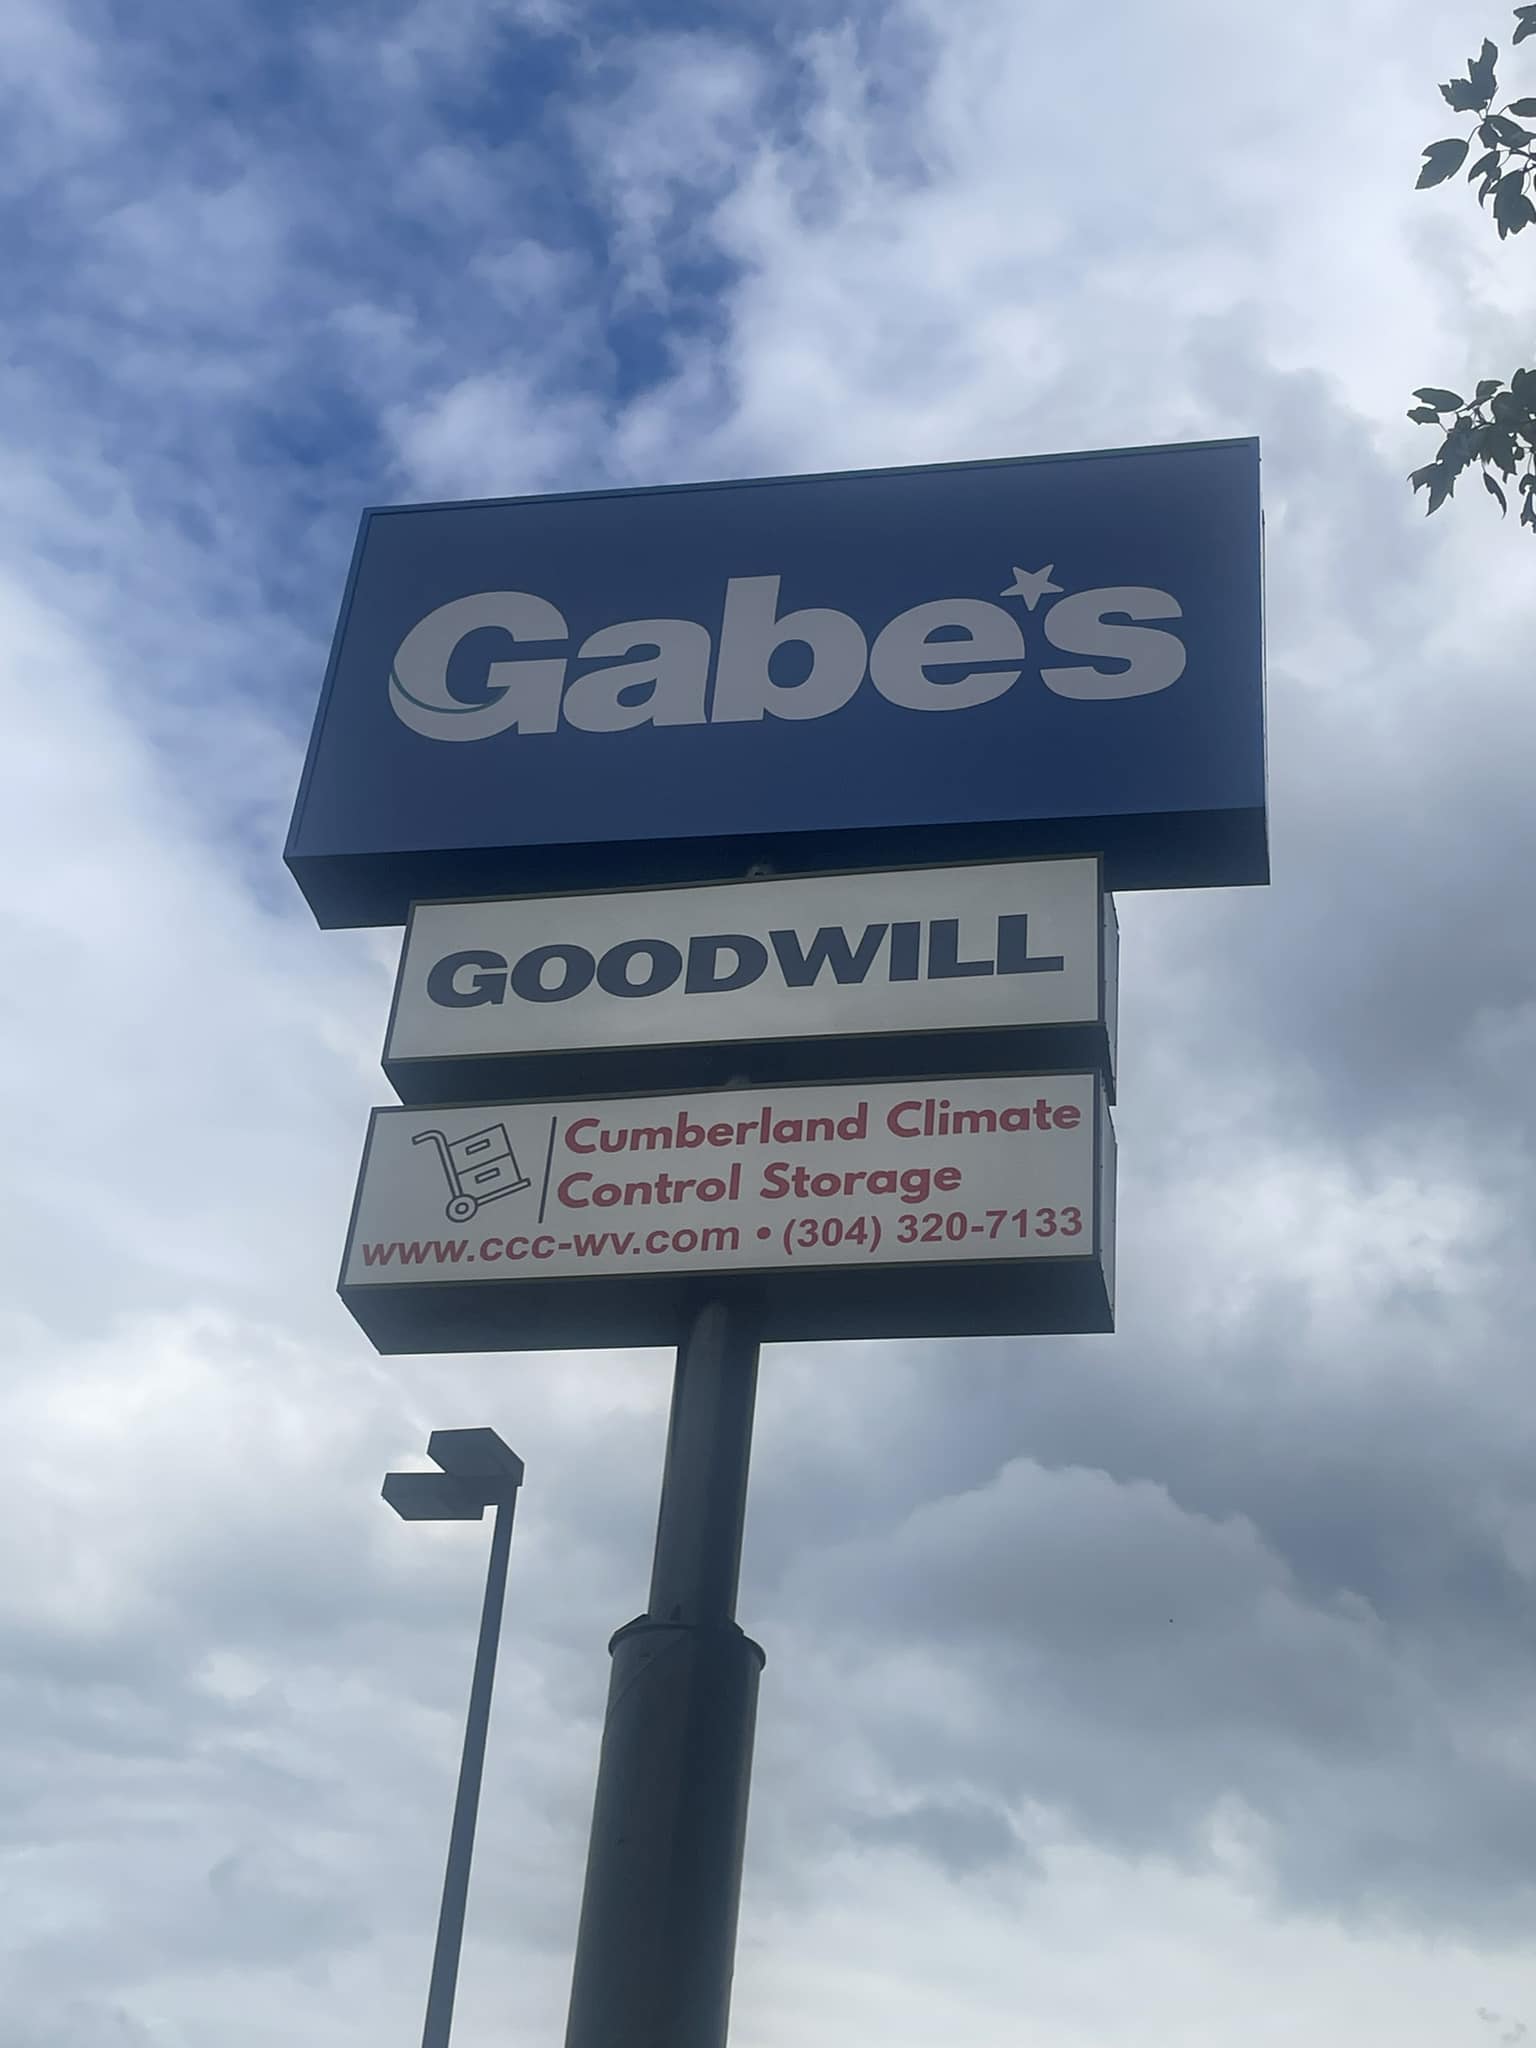 Gabe's
GOODWILL
Cumberland Climate
Control Storage
www.ccc-wv.com • (304) 320-7133